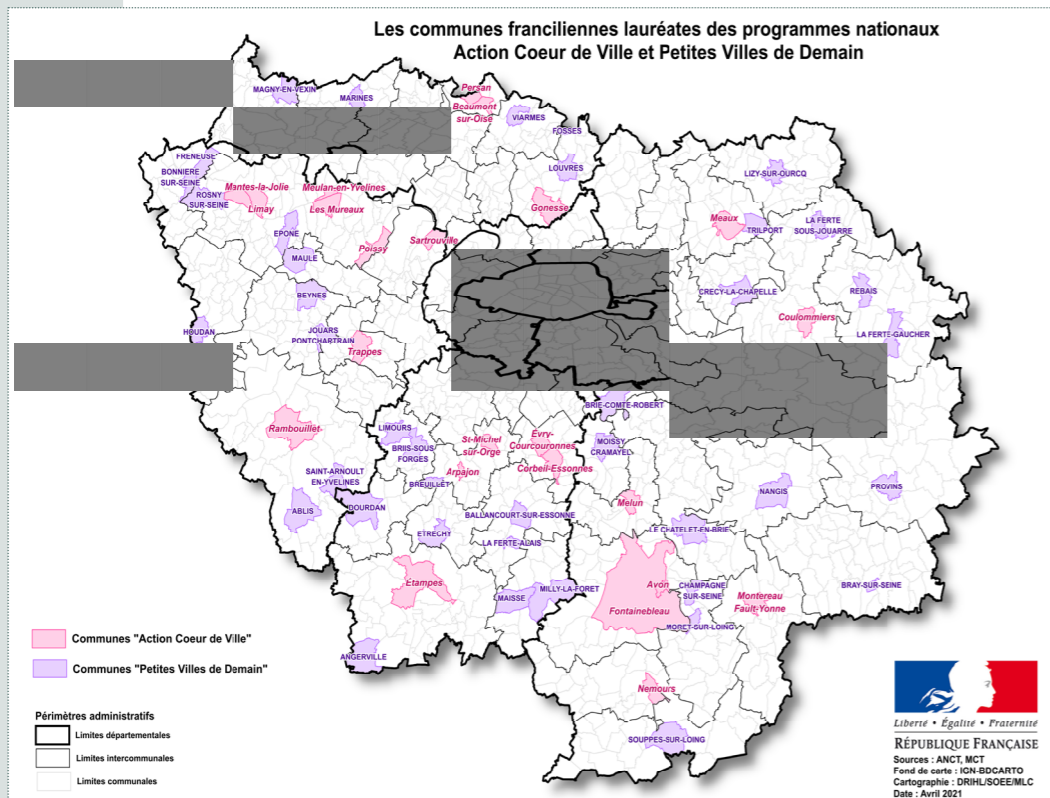 Les communes franciliennes lauréates des programmes nationaux
Action Coeur de Ville et Petites Villes de Demain
MAGNY-EN-VEXIN
MARINES
Persan
Beaumont
sur-Oise
VIARMES
FOSSES
LOUVRES
FRENEUSE
BONNIERE
SUR-SEINE
ROSNY
SUR-SEINE
Mantes-la-Jolie
Limay
Meulan-en-Yvelines
Les Mureaux
Gonesse
LIZY-SUR-OURCQ
Meaux
TRILPORT
LA FERTE
SOUS-JOUARRE
EPONE
MAULE
Poissy
Sartrouville
BEYNES
CRECY-LA-CHAPELLE
REBAIS
Coulommiers
LA FERTE-GAUCHER
HOUDAN
JOUARS
PONTCHARTRAIN
Trappes
BRIE-COMTE-ROBERT
Rambouillet
LIMOURS
BRIIS-SOUS
FORGES
St-Michel
sur-Orge
Évry-
Courcouronnes
MOISSY
CRAMAYEL
Arpajon
Corbeil-Essonnes
SAINT-ARNOULT
EN-YVELINES
BREUILLET
ABLIS
DOURDAN
BALLANCOURT-SUR-ESSONNE
Melun
NANGIS
PROVINS
ETRECHY
LA FERTE-ALAIS
LE CHATELET-EN-BRIE
Etampes
MAISSE
MILLY-LA-FORET
Avon
CHAMPAGNE
SUR-SEINE
Fontainebleau
MORET-SUR-LOING
Montereau
Fault-Yonne
BRAY-SUR-SEINE
ANGERVILLE
Nemours
SOUPPES-SUR-LOING
Communes "Action Coeur de Ville"
Communes "Petites Villes de Demain"
Périmètres administratifs
Limites départementales
Limites intercommunales
Limites communales
Liberté • Égalité • Fraternité
RÉPUBLIQUE FRANÇAISE
Sources : ANCT, MCT
Fond de carte : IGN-BDCARTO
Cartographie : DRIHL/SOEE/MLC
Date : Avril 2021